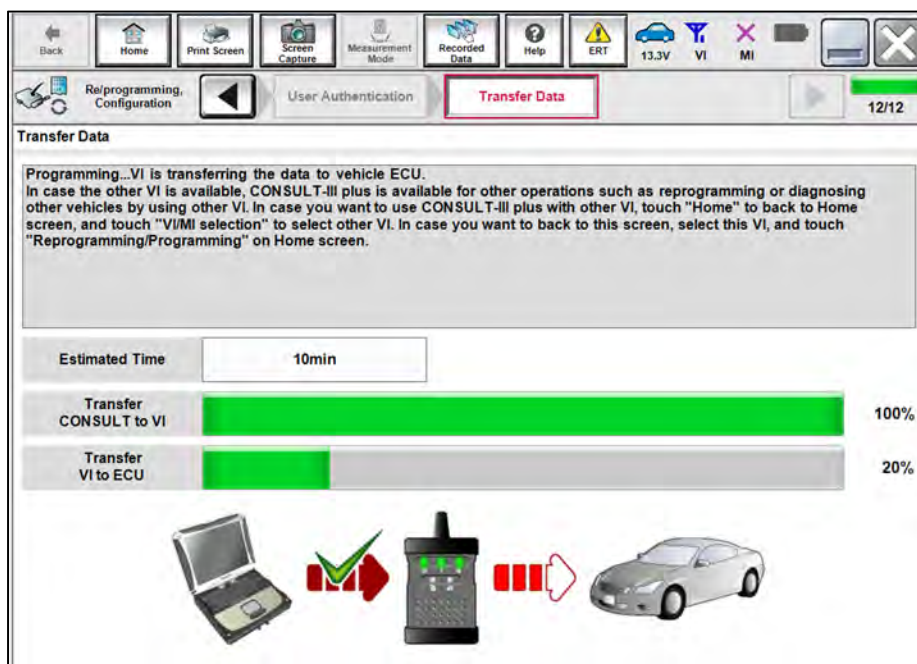 Back
Home
Print Screen
Screen
Capture
Measurement
Mode
Recorded
Data
Help
ERT
13.3V
VI
MI
Re/programming,
Configuration
User Authentication
Transfer Data
12/12
Transfer Data
Programming...VI is transferring the data to vehicle ECU.
In case the other VI is available, CONSULT-III plus is available for other operations such as reprogramming or diagnosing
other vehicles by using other VI. In case you want to use CONSULT-III plus with other VI, touch "Home" to back to Home
screen, and touch "VI/MI selection" to select other VI. In case you want to back to this screen, select this VI, and touch
"Reprogramming/Programming" on Home screen.
Estimated Time
10min
Transfer
CONSULT to VI
100%
Transfer
VI to ECU
20%